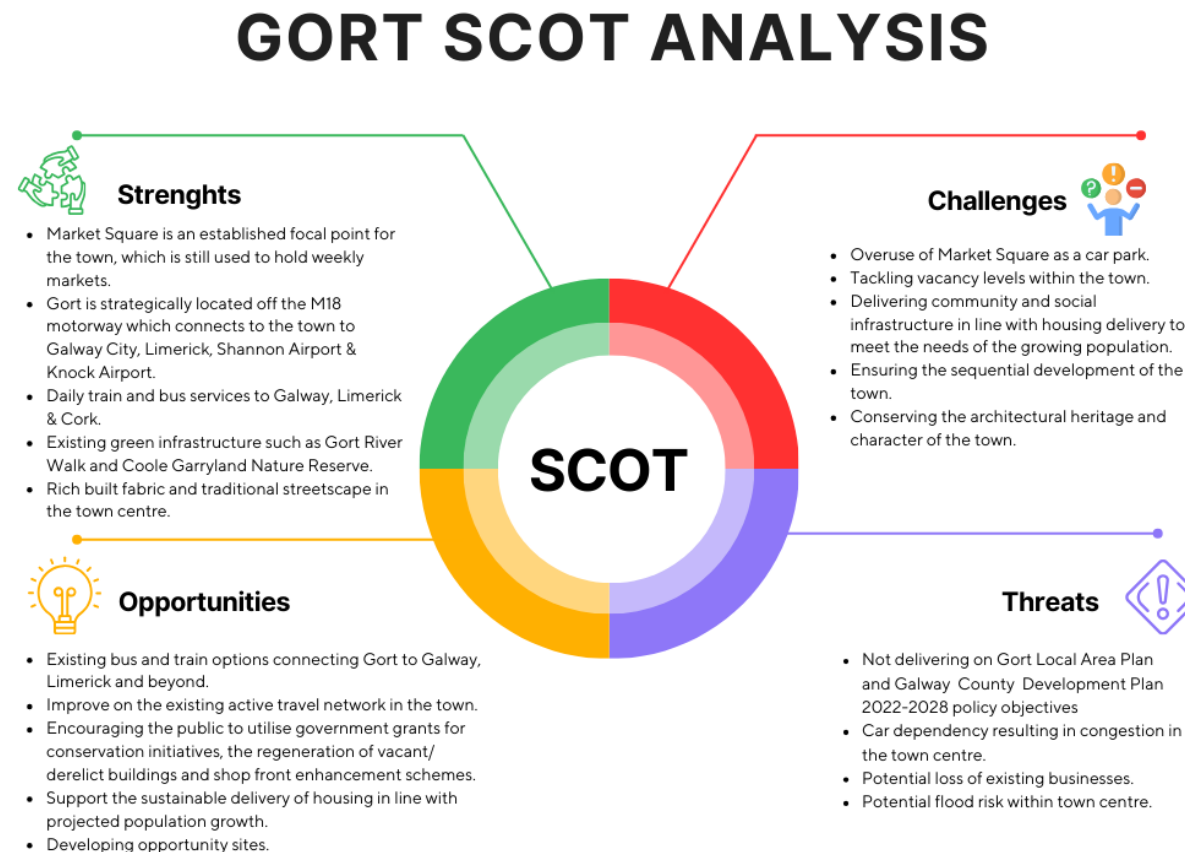 GORT SCOT ANALYSIS
Strenghts
• Market Square is an established focal point for
the town, which is still used to hold weekly
markets.
• Gort is strategically located off the M18
motorway which connects to the town to
Galway City, Limerick, Shannon Airport &
Knock Airport.
• Daily train and bus services to Galway, Limerick
& Cork.
• Existing green infrastructure such as Gort River
Walk and Coole Garryland Nature Reserve.
• Rich built fabric and traditional streetscape in
the town centre.
Challenges
• Overuse of Market Square as a car park.
• Tackling vacancy levels within the town.
• Delivering community and social
infrastructure in line with housing delivery to
meet the needs of the growing population.
• Ensuring the sequential development of the
town.
• Conserving the architectural heritage and
character of the town.
SCOT
Opportunities
• Existing bus and train options connecting Gort to Galway,
Limerick and beyond.
• Improve on the existing active travel network in the town.
• Encouraging the public to utilise government grants for
conservation initiatives, the regeneration of vacant/
derelict buildings and shop front enhancement schemes.
• Support the sustainable delivery of housing in line with
projected population growth.
• Developing opportunity sites.
Threats
• Not delivering on Gort Local Area Plan
and Galway County Development Plan
2022-2028 policy objectives
• Car dependency resulting in congestion in
the town centre.
• Potential loss of existing businesses.
• Potential flood risk within town centre.